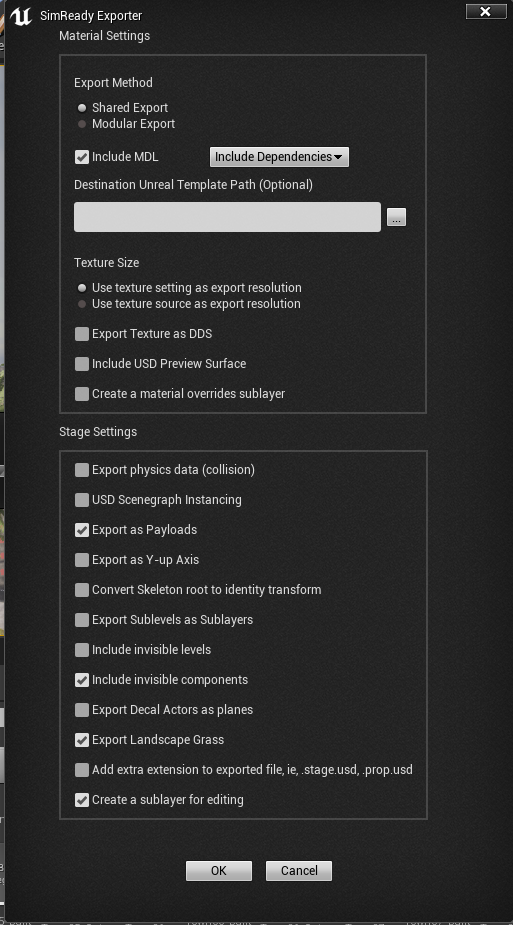 SimReady Exporter
Material Settings
Export Method
Shared Export
Modular Export
Include MDL
Include Dependencies
Destination Unreal Template Path (Optional)
...
Texture Size
Use texture setting as export resolution
Use texture source as export resolution
Export Texture as DDS
Include USD Preview Surface
Create a material overrides sublayer
Stage Settings
Export physics data (collision)
USD Scenegraph Instancing
Export as Payloads
Export as Y-up Axis
Convert Skeleton root to identity transform
Export Sublevels as Sublayers
Include invisible levels
Include invisible components
Export Decal Actors as planes
Export Landscape Grass
Add extra extension to exported file, ie, .stage.usd, .prop.usd
Create a sublayer for editing
OK Cancel